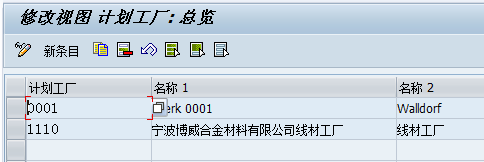 修改视图 计划工厂：总览
新条目
计划工厂 名称 1 名称 2
0001 erk 0001 Walldorf
1110 宁波博威合金材料有限公司线材工厂 线材工厂